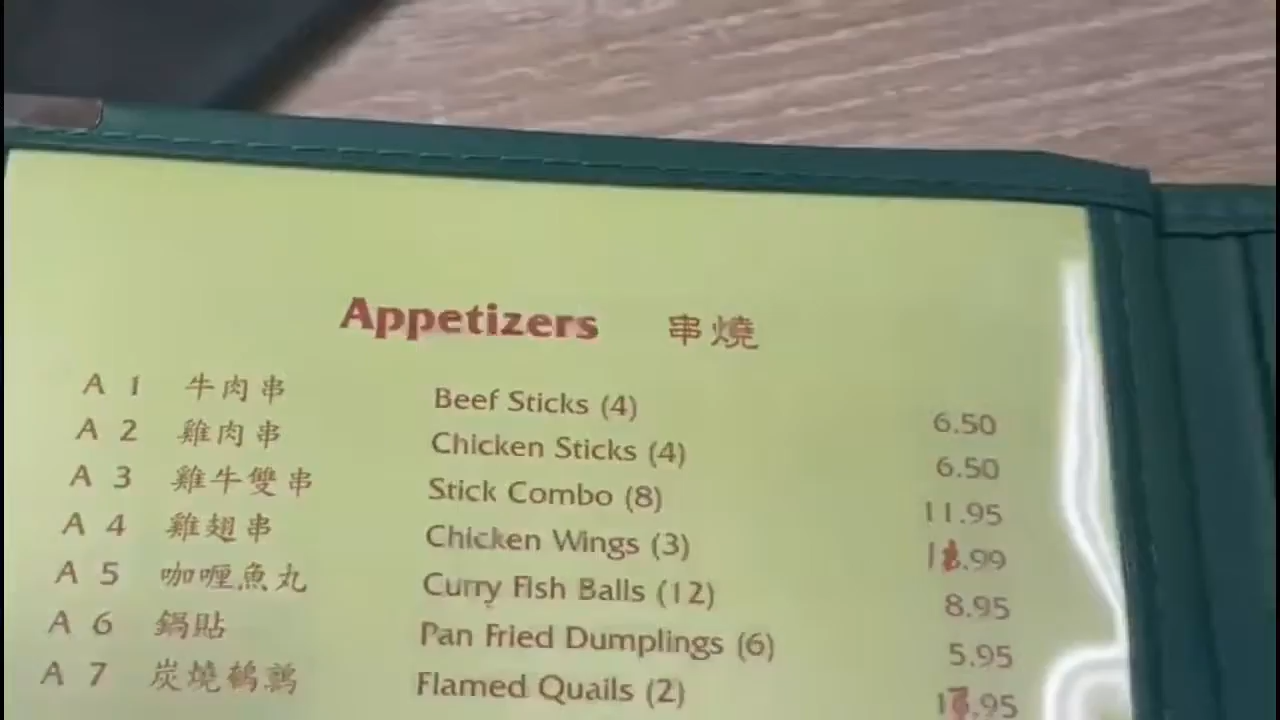 Appetizers 串燒
A 1 牛肉串 Beef Sticks (4) 6.50
A 2 雞肉串 Chicken Sticks (4) 6.50
A 3 雞牛雙串 Stick Combo (8) 11.95
A 4 雞翅串 Chicken Wings (3)
A 5 咖喱魚丸 Curry Fish Balls (12) 8.95
A 6 鍋貼 Pan Fried Dumplings (6) 5.95
A 7 炭燒鵪鶉 Flamed Quails (2)